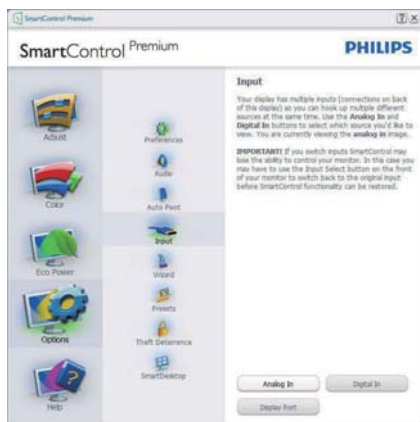 SmartControl Premium
SmartControl Premium
PHILIPS
Adjust
Color
Eco Power
Options
Help
Preferences
Audio
Auto Pivot
Input
Wizard
Presets
Theft Deterrence
SmartDesktop
Input
Your display has multiple inputs (connections on back
of this display) so you can hook up multiple different
sources at the same time. Use the Analog In and
Digital In buttons to select which source you'd like to
view. You are currently viewing the analog in image.
IMPORTANT! If you switch inputs SmartControl may
lose the ability to control your monitor. In this case you
may have to use the Input Select button on the front
of your monitor to switch back to the original input
before SmartControl functionality can be restored.
Analog In
Digital In
Display Port